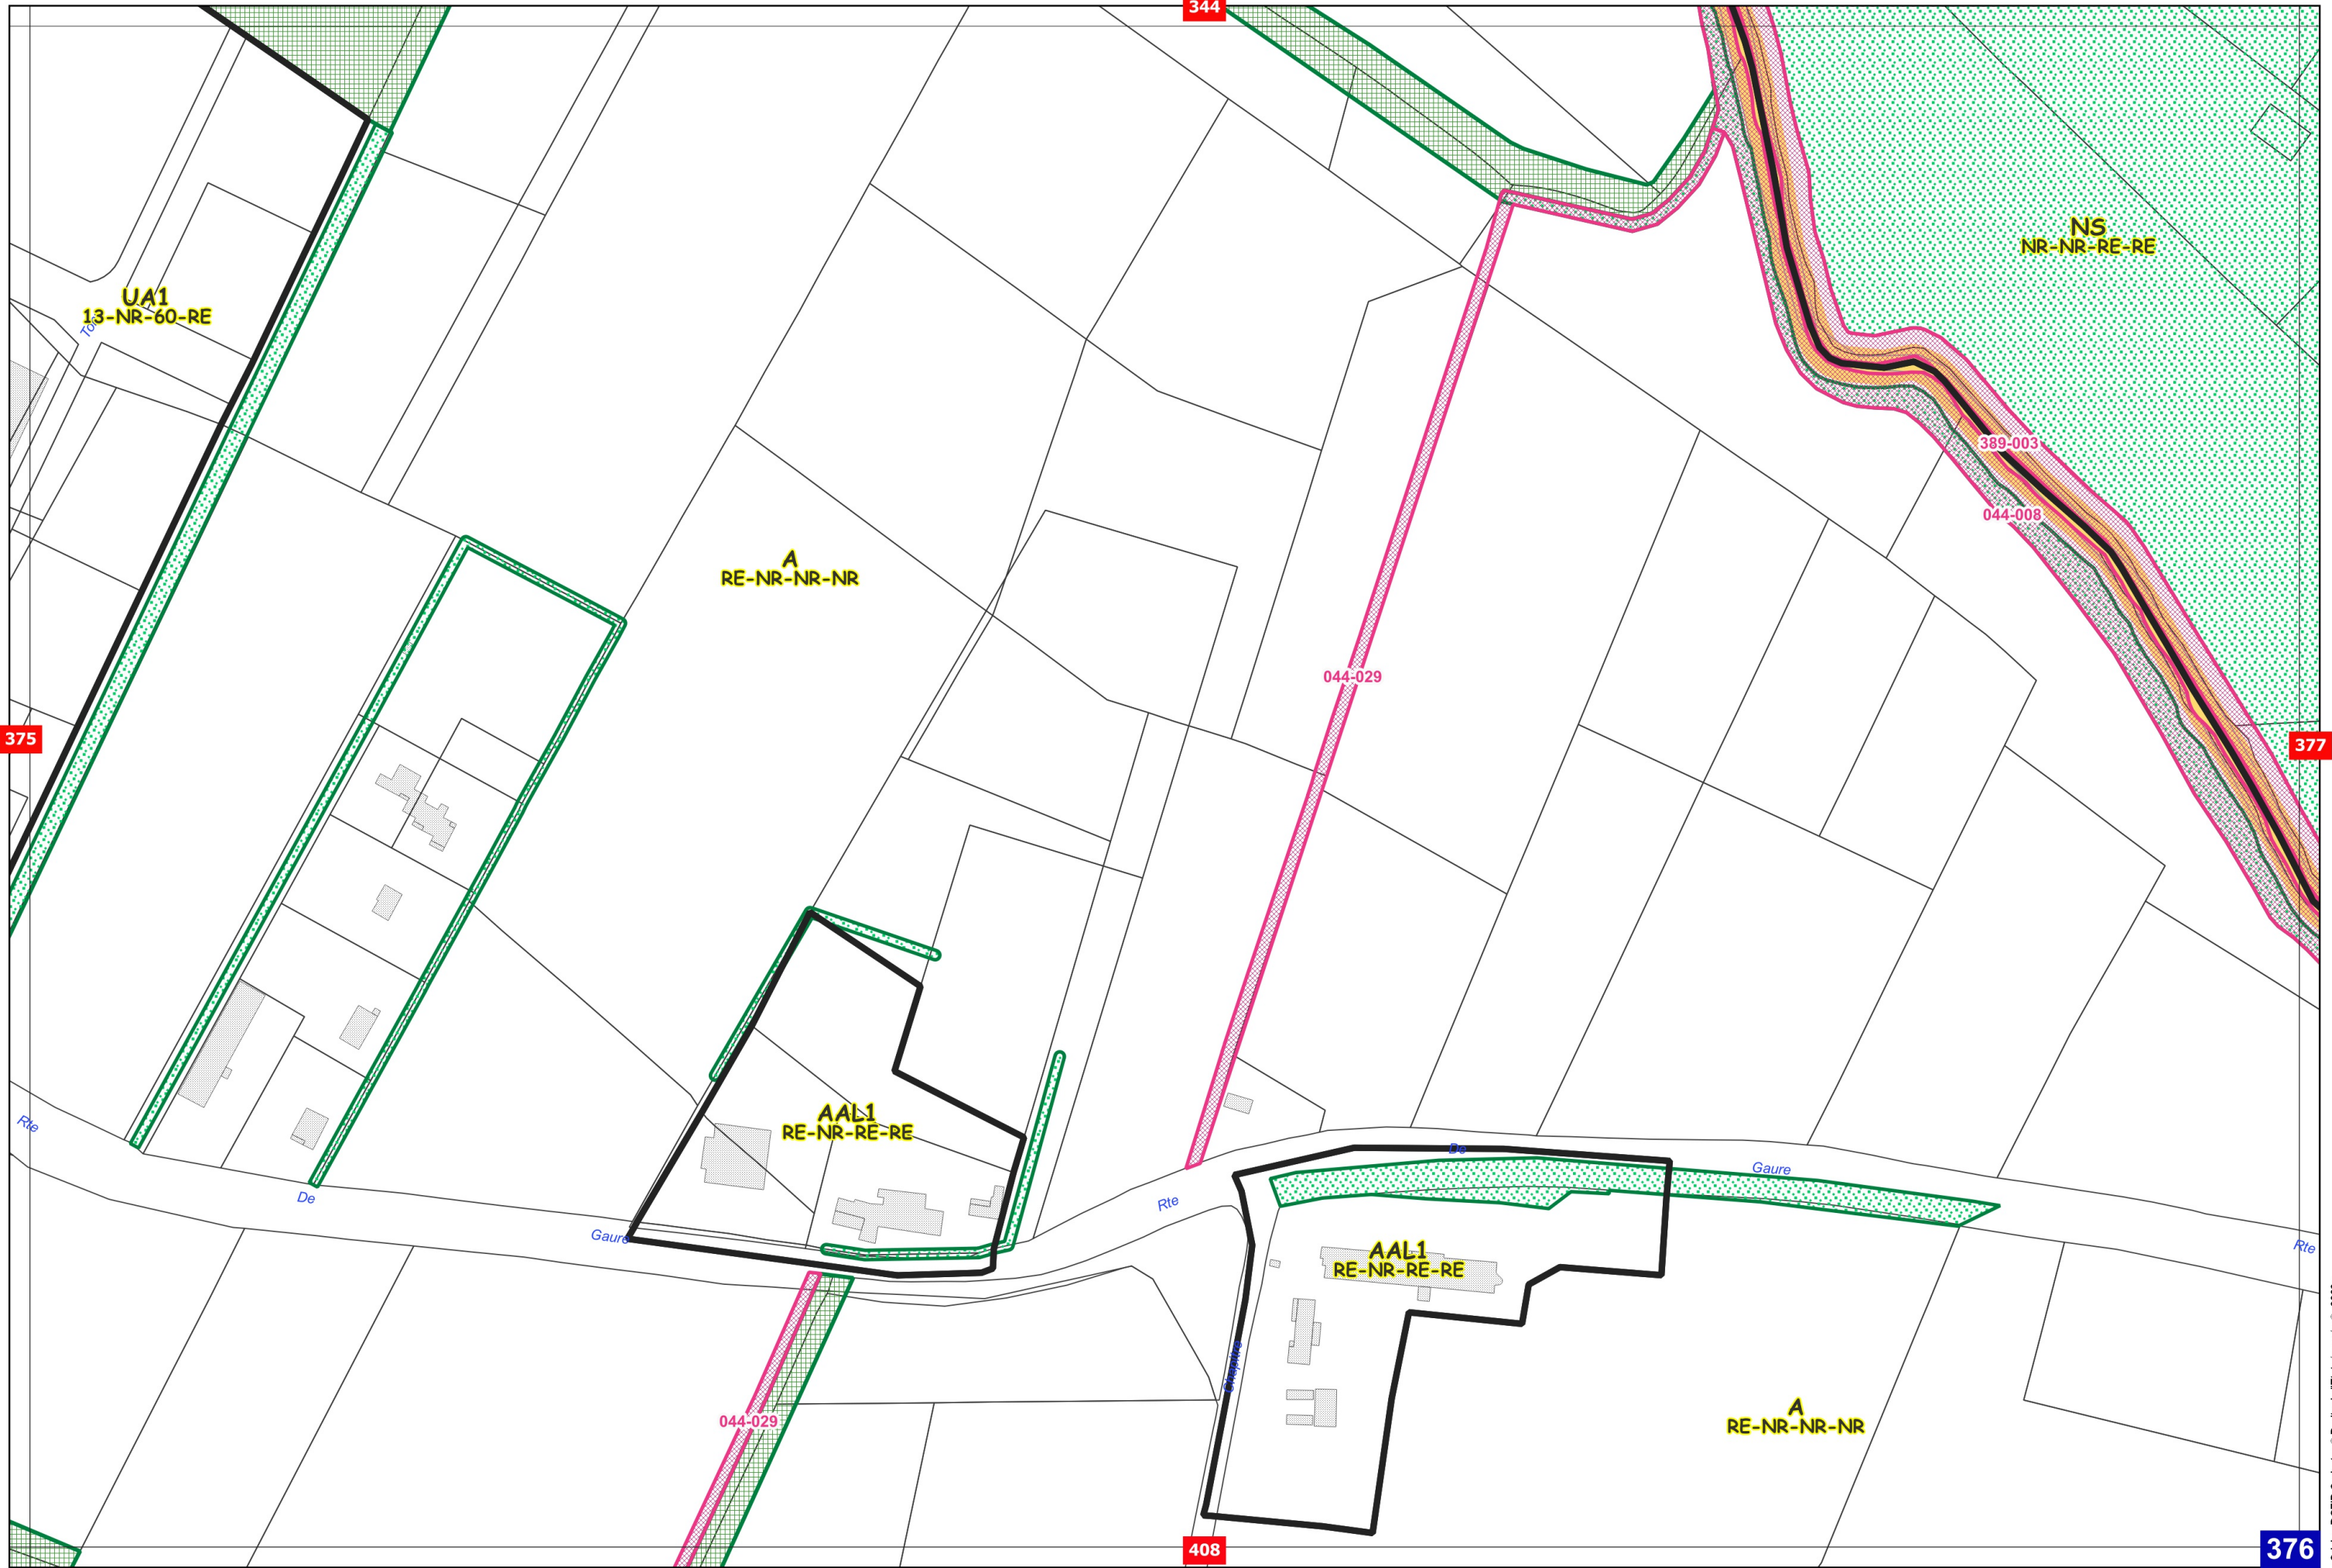 344
NS
NR-NR-RE-RE
UA1
13-NR-60-RE
389-003
044-008
A
RE-NR-NR-NR
044-029
375
377
AAL1
RE-NR-RE-RE
Rte
De
Gaure
Rte
De
Gaure
Rte
AAL1
RE-NR-RE-RE
044-029
A
RE-NR-NR-NR
408
376